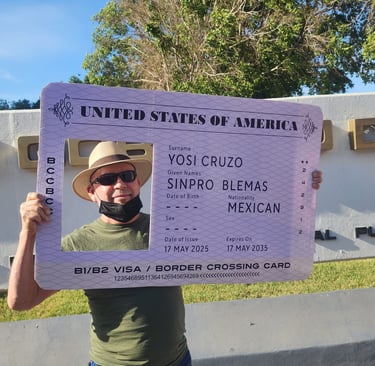 UNITED STATES OF AMERICA
Surname
YOSI CRUZO
Given Names
SINPRO BLEMAS
Date of Birth Nationality
- - - - MEXICAN
Sex
- - - -
Date of Issue Expires On
17 MAY 2025 17 MAY 2035
B1/B2 VISA / BORDER CROSSING CARD
BCCBC